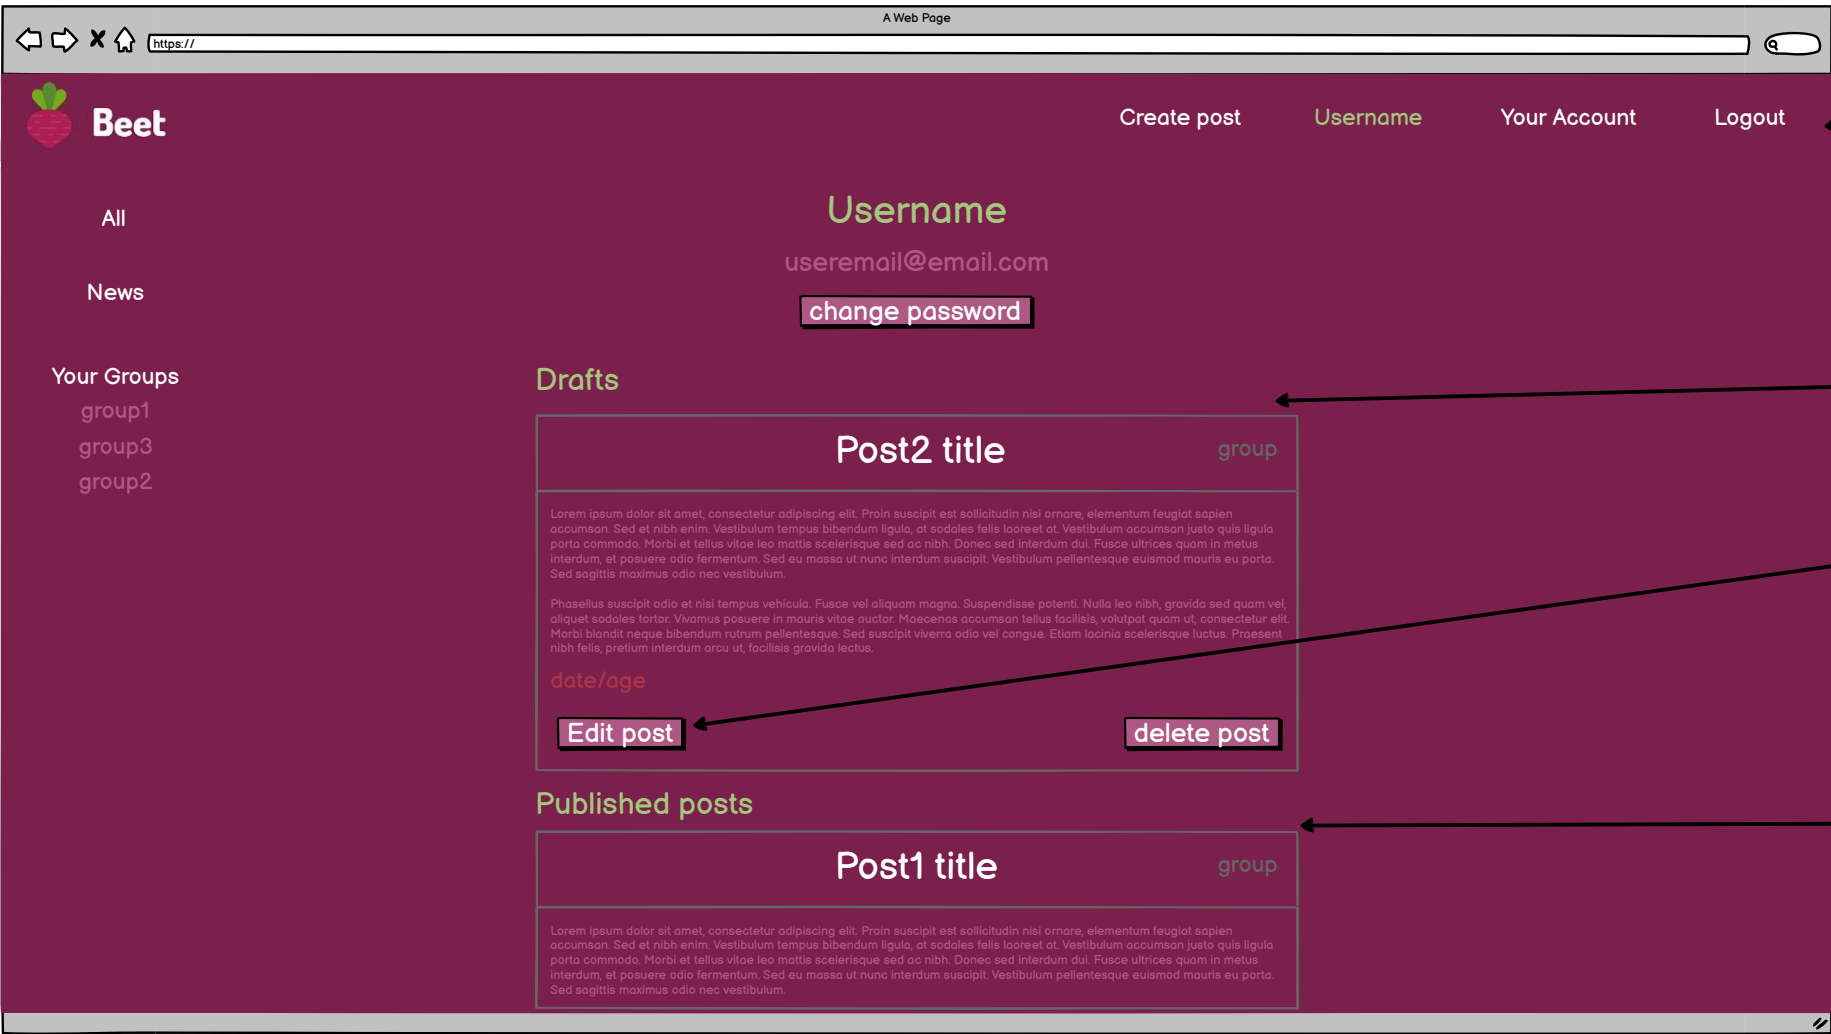 A Web Page
https://
Beet
Create post
Username
Your Account
Logout
All
News
Your Groups
group1
group3
group2
Username
useremail@email.com
change password
Drafts
Post2 title
group
Lorem ipsum dolor sit amet, consectetur adipiscing elit. Proin suscipit est sollicitudin nisi ornare, elementum feugiat sapien
accumsan. Sed et nibh enim. Vestibulum tempus bibendum ligula, at sodales felis laoreet at. Vestibulum accumsan justo quis ligula
porta commodo. Morbi et tellus vitae leo mattis scelerisque sed ac nibh. Donec sed interdum dui. Fusce ultrices quam in metus
interdum, et posuere odio fermentum. Sed eu massa ut nunc interdum suscipit. Vestibulum pellentesque euismod mauris eu porta.
Sed sagittis maximus odio nec vestibulum.
Phasellus suscipit odio et nisi tempus vehicula. Fusce vel aliquam magna. Suspendisse potenti. Nulla leo nibh, gravida sed quam vel,
aliquet sodales tortor. Vivamus posuere in mauris vitae auctor. Maecenas accumsan tellus facilisis, volutpat quam ut, consectetur elit.
Morbi blandit neque bibendum rutrum pellentesque. Sed suscipit viverra odio vel congue. Etiam lacinia scelerisque luctus. Praesent
nibh felis, pretium interdum arcu ut, facilisis gravida lectus.
date/age
Edit post
delete post
Published posts
Post1 title
group
Lorem ipsum dolor sit amet, consectetur adipiscing elit. Proin suscipit est sollicitudin nisi ornare, elementum feugiat sapien
accumsan. Sed et nibh enim. Vestibulum tempus bibendum ligula, at sodales felis laoreet at. Vestibulum accumsan justo quis ligula
porta commodo. Morbi et tellus vitae leo mattis scelerisque sed ac nibh. Donec sed interdum dui. Fusce ultrices quam in metus
interdum, et posuere odio fermentum. Sed eu massa ut nunc interdum suscipit. Vestibulum pellentesque euismod mauris eu porta.
Sed sagittis maximus odio nec vestibulum.